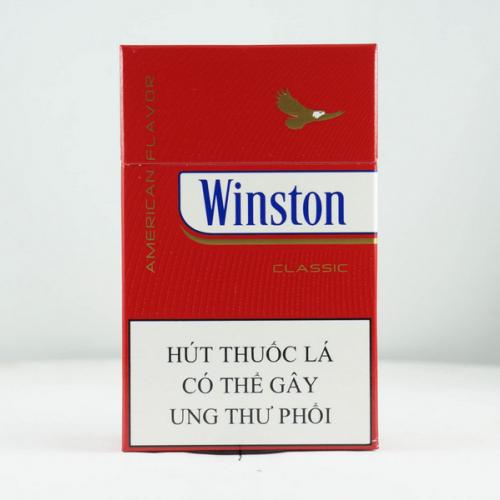 AMERICAN FLAVOR
Winston
CLASSIC
HÚT THUỐC LÁ
CÓ THỂ GÂY
UNG THƯ PHỔI